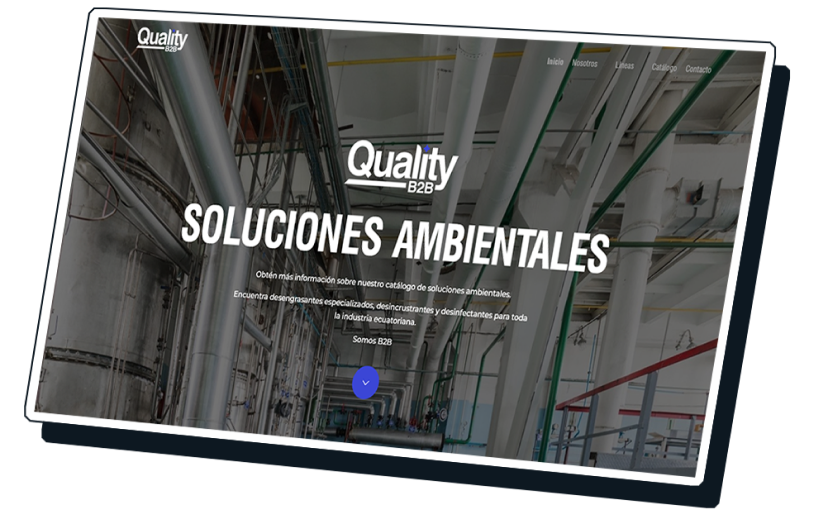 Quality
B2B
Inicio Nosotros Líneas Catálogo Contacto
Quality
B2B
SOLUCIONES AMBIENTALES
Obtén más información sobre nuestro catálogo de soluciones ambientales.
Encuentra desengrasantes especializados, desincrustantes y desinfectantes para toda
la industria ecuatoriana.
Somos B2B